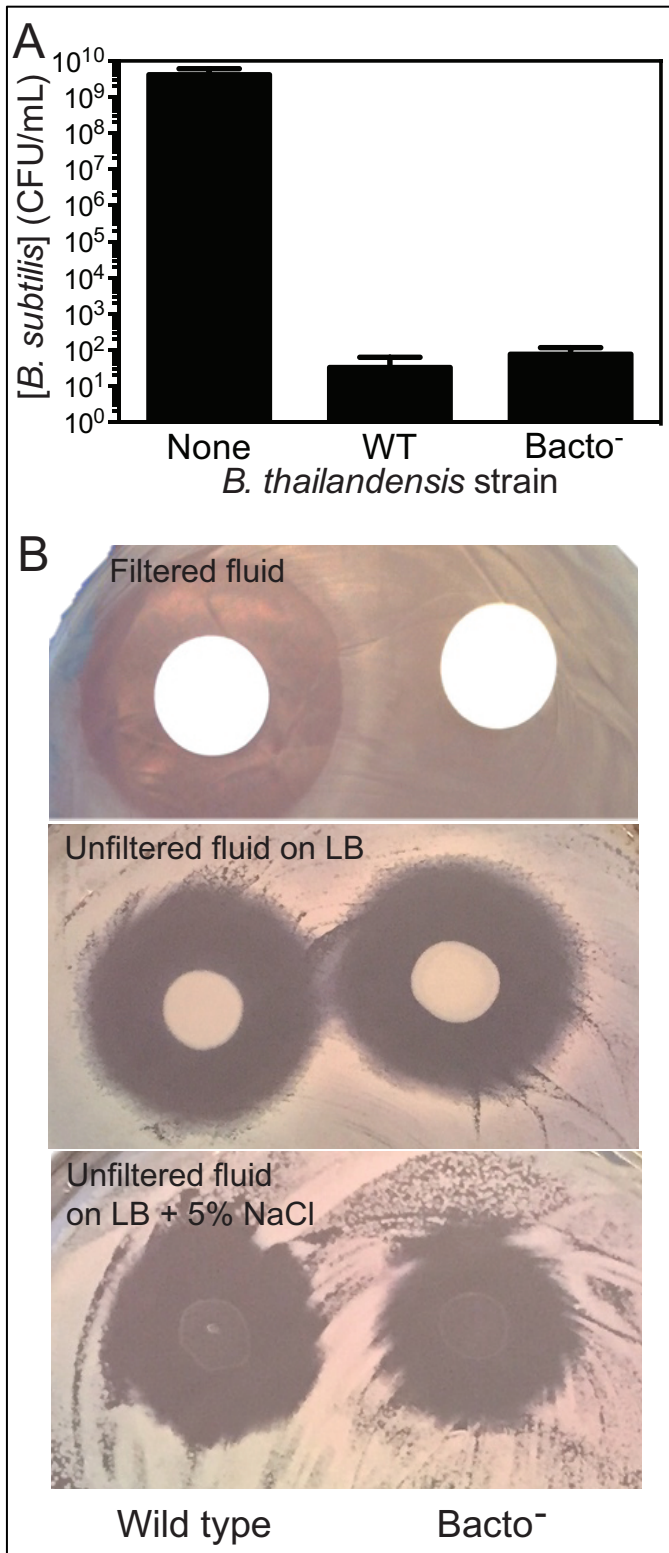 A
10¹⁰
10⁹
10⁸
10⁷
10⁶
10⁵
10⁴
10³
10²
10¹
10⁰
[B. subtilis] (CFU/mL)
None WT Bacto⁻
B. thailandensis strain
B
Filtered fluid
Unfiltered fluid on LB
Unfiltered fluid
on LB + 5% NaCl
Wild type Bacto⁻